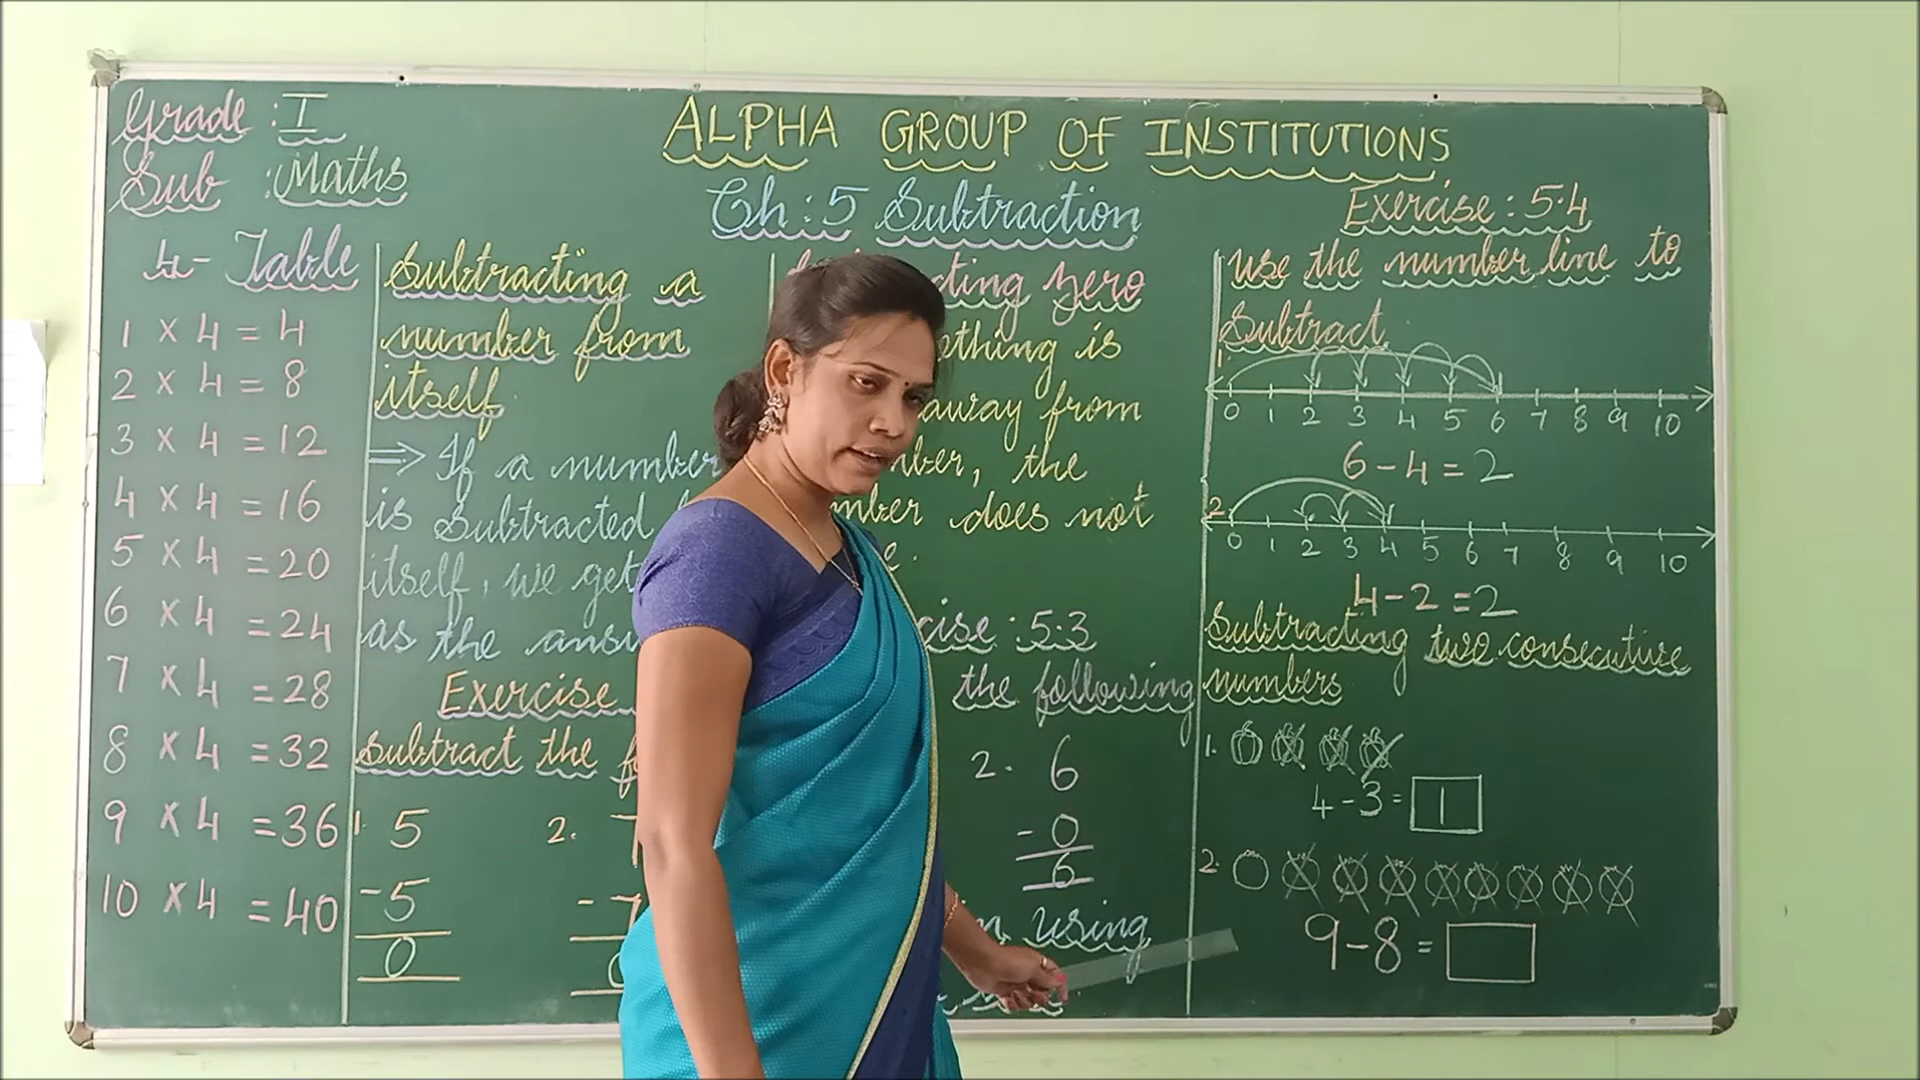 Grade : I
Sub : Maths
ALPHA GROUP OF INSTITUTIONS
Ch : 5 Subtraction
Exercise : 5.4
4- Table
1 x 4 = 4
2 x 4 = 8
3 x 4 = 12
4 x 4 = 16
5 x 4 = 20
6 x 4 = 24
7 x 4 = 28
8 x 4 = 32
9 x 4 = 36
10 x 4 = 40
Subtracting a
number from
itself
⇒ If a number
is Subtracted
itself, we get
as the
Exercise
Subtract the
1. 5
- 5
0
2.
- 7
zero
is
away from
the
does not
: 5.3
the following
2. 6
- 0
6
using
Use the number line to
Subtract
1.
0 1 2 3 4 5 6 7 8 9 10
6 - 4 = 2
2.
0 1 2 3 4 5 6 7 8 9 10
4 - 2 = 2
Subtracting two consecutive
numbers
1.
4 - 3 = 1
2.
9 - 8 =